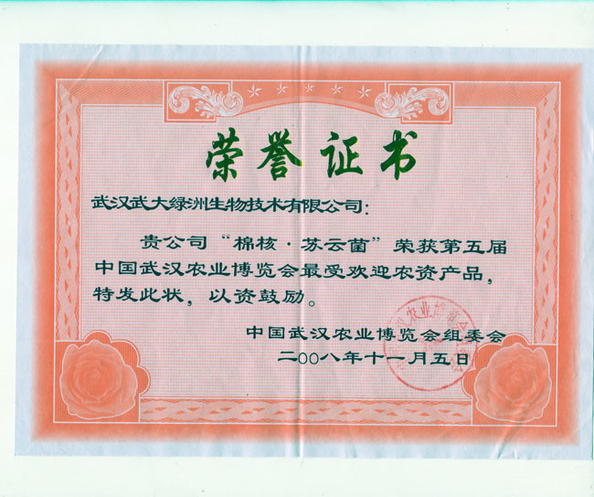 荣誉证书
武汉武大绿洲生物技术有限公司：
贵公司“棉核·苏云菌”荣获第五届
中国武汉农业博览会最受欢迎农资产品，
特发此状，以资鼓励。
中国武汉农业博览会组委会
二〇〇八年十一月五日